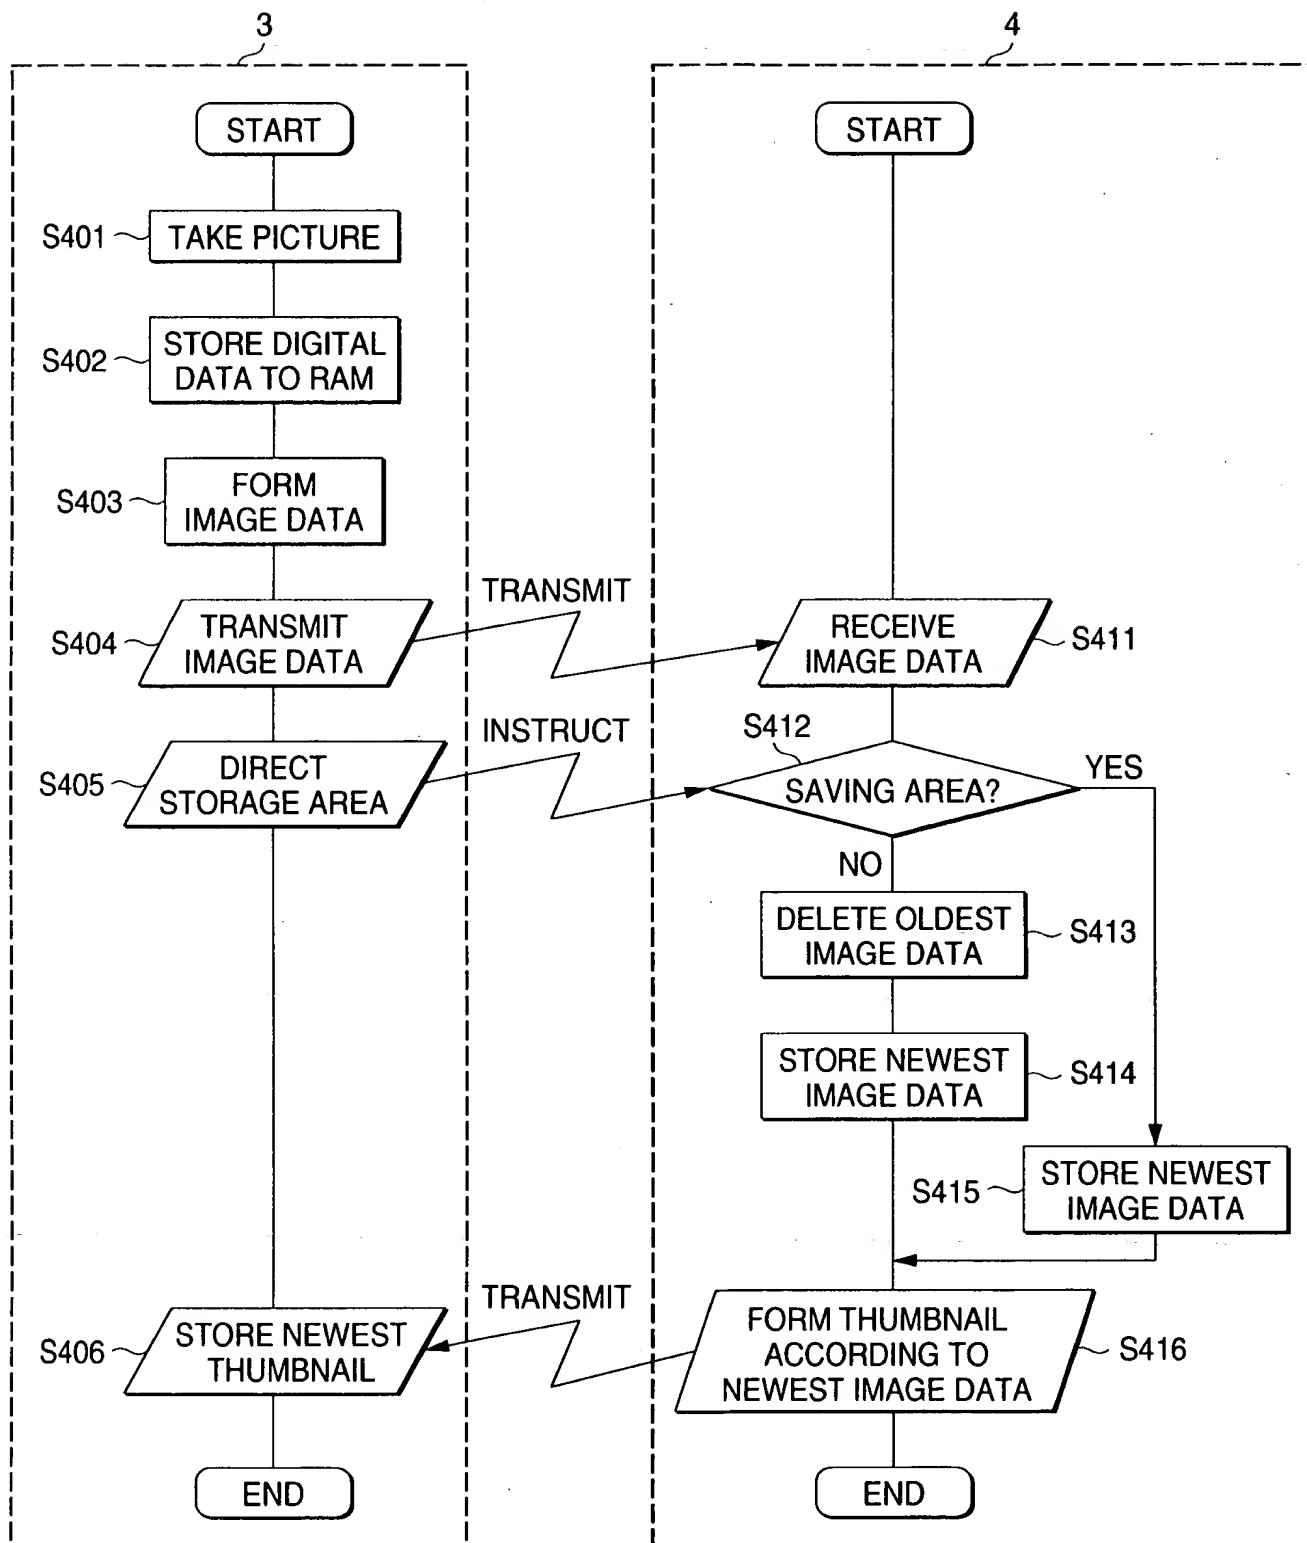 3
START
S401
TAKE PICTURE
S402
STORE DIGITAL
DATA TO RAM
S403
FORM
IMAGE DATA
S404
TRANSMIT
IMAGE DATA
S405
DIRECT
STORAGE AREA
S406
STORE NEWEST
THUMBNAIL
END
TRANSMIT
INSTRUCT
TRANSMIT
4
START
RECEIVE
IMAGE DATA
S411
S412
SAVING AREA?
YES
NO
DELETE OLDEST
IMAGE DATA
S413
STORE NEWEST
IMAGE DATA
S414
S415
STORE NEWEST
IMAGE DATA
FORM THUMBNAIL
ACCORDING TO
NEWEST IMAGE DATA
S416
END